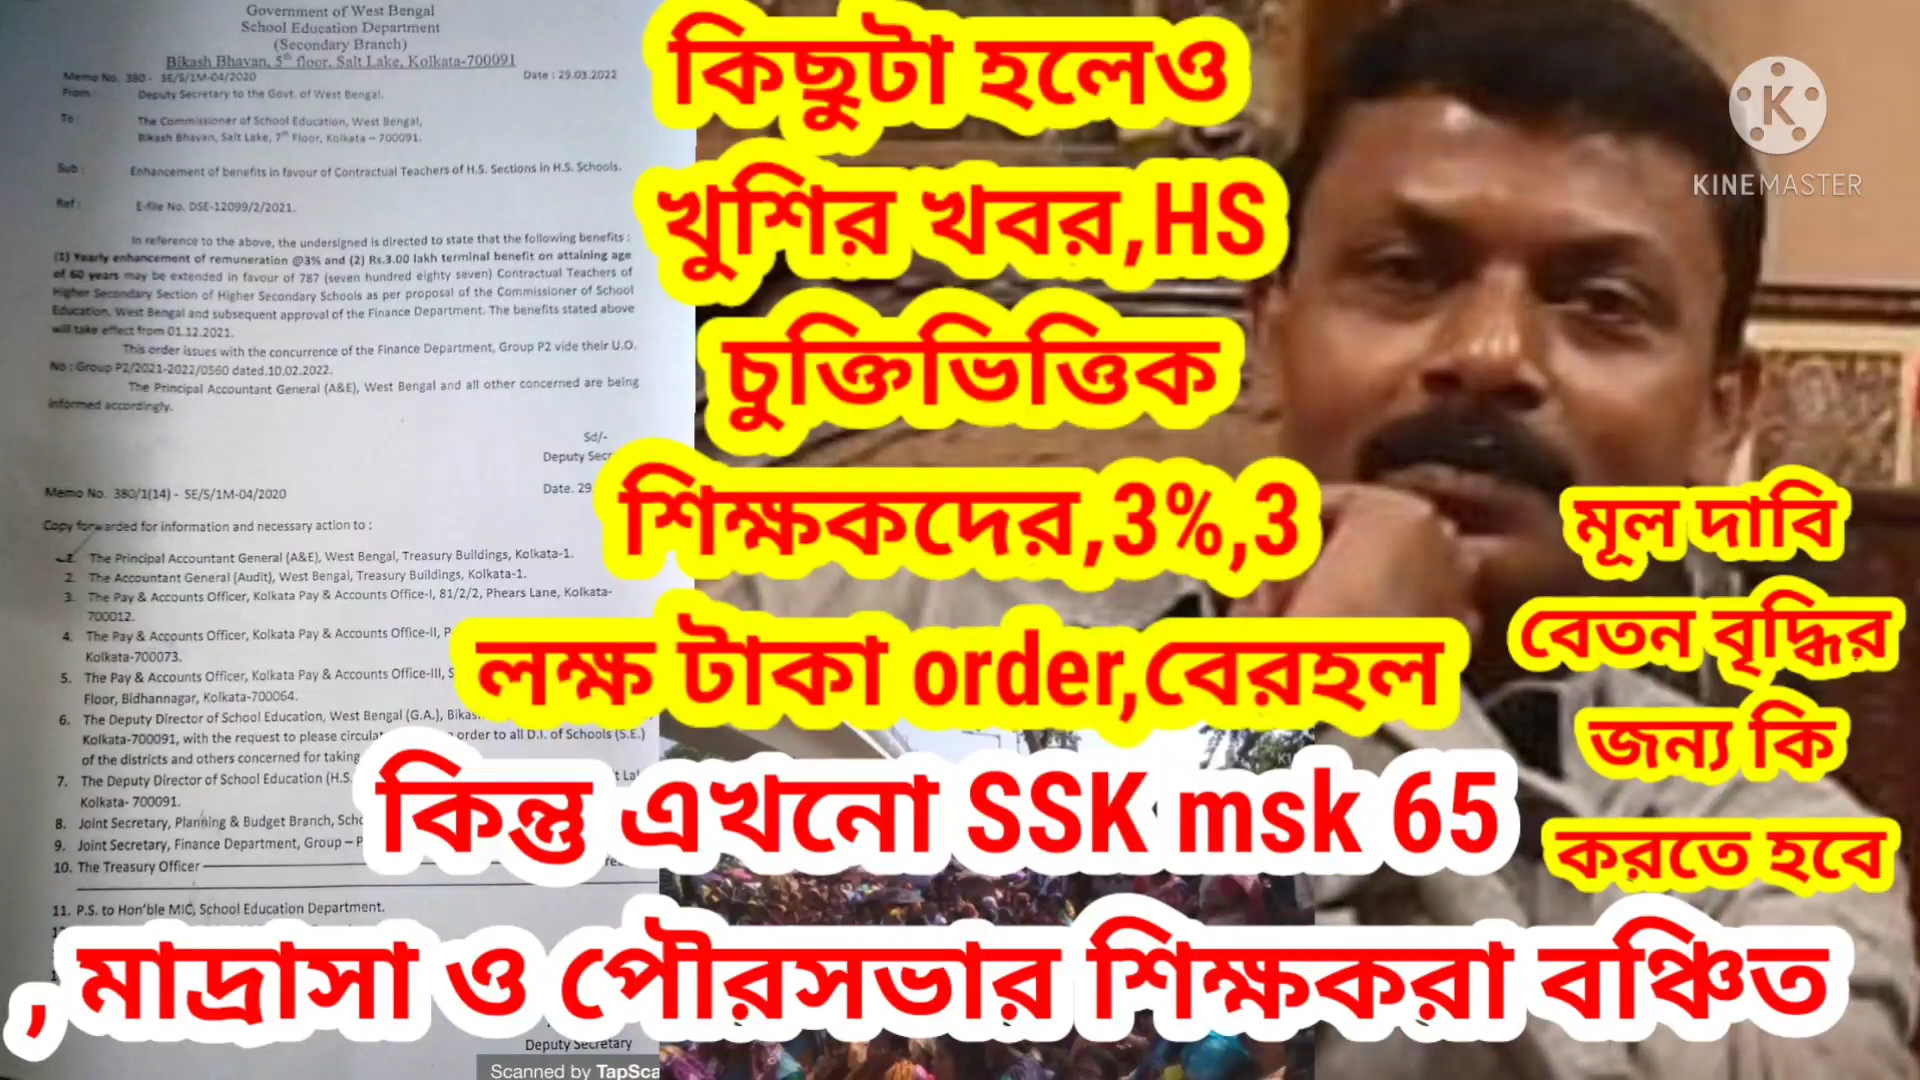 Government of West Bengal
School Education Department
(Secondary Branch)
Bikash Bhavan, 5th floor, Salt Lake, Kolkata-700091
Memo No. 380 - SE/S/1M-04/2020
Date : 29.03.2022
From : Deputy Secretary to the Govt. of West Bengal.
To : The Commissioner of School Education, West Bengal,
Bikash Bhavan, Salt Lake, 7th Floor, Kolkata – 700091.
Sub : Enhancement of benefits in favour of Contractual Teachers of H.S. Sections in H.S. Schools.
Ref : E-file No. DSE-12099/2/2021.
In reference to the above, the undersigned is directed to state that the following benefits :
(1) Yearly enhancement of remuneration @3% and (2) Rs.3.00 lakh terminal benefit on attaining age
of 60 years may be extended in favour of 787 (seven hundred eighty seven) Contractual Teachers of
Higher Secondary Section of Higher Secondary Schools as per proposal of the Commissioner of School
Education, West Bengal and subsequent approval of the Finance Department. The benefits stated above
will take effect from 01.12.2021.
This order issues with the concurrence of the Finance Department, Group P2 vide their U.O.
No : Group P2/2021-2022/0560 dated.10.02.2022.
The Principal Accountant General (A&E), West Bengal and all other concerned are being
informed accordingly.
Sd/-
Deputy Secr
Memo No. 380/1(14) - SE/S/1M-04/2020
Date. 29
Copy forwarded for information and necessary action to :
1. The Principal Accountant General (A&E), West Bengal, Treasury Buildings, Kolkata-1.
2. The Accountant General (Audit), West Bengal, Treasury Buildings, Kolkata-1.
3. The Pay & Accounts Officer, Kolkata Pay & Accounts Office-I, 81/2/2, Phears Lane, Kolkata-
700012.
4. The Pay & Accounts Officer, Kolkata Pay & Accounts Office-II, P
Kolkata-700073.
5. The Pay & Accounts Officer, Kolkata Pay & Accounts Office-III, S
Floor, Bidhannagar, Kolkata-700064.
6. The Deputy Director of School Education, West Bengal (G.A.), Bikas
Kolkata-700091, with the request to please circulat order to all D.I. of Schools (S.E.)
of the districts and others concerned for taking
7. The Deputy Director of School Education (H.S. t La
Kolkata- 700091.
8. Joint Secretary, Planning & Budget Branch, Scho
9. Joint Secretary, Finance Department, Group – P
10. The Treasury Officer
11. P.S. to Hon'ble MIC, School Education Department.
Deputy Secretary
Scanned by TapSca
কিছুটা হলেও
খুশির খবর,HS
চুক্তিভিত্তিক
শিক্ষকদের,3%,3
লক্ষ টাকা order,বেরহল
কিন্তু এখনো SSK msk 65
, মাদ্রাসা ও পৌরসভার শিক্ষকরা বঞ্চিত
মূল দাবি
বেতন বৃদ্ধির
জন্য কি
করতে হবে
K
KINEMASTER